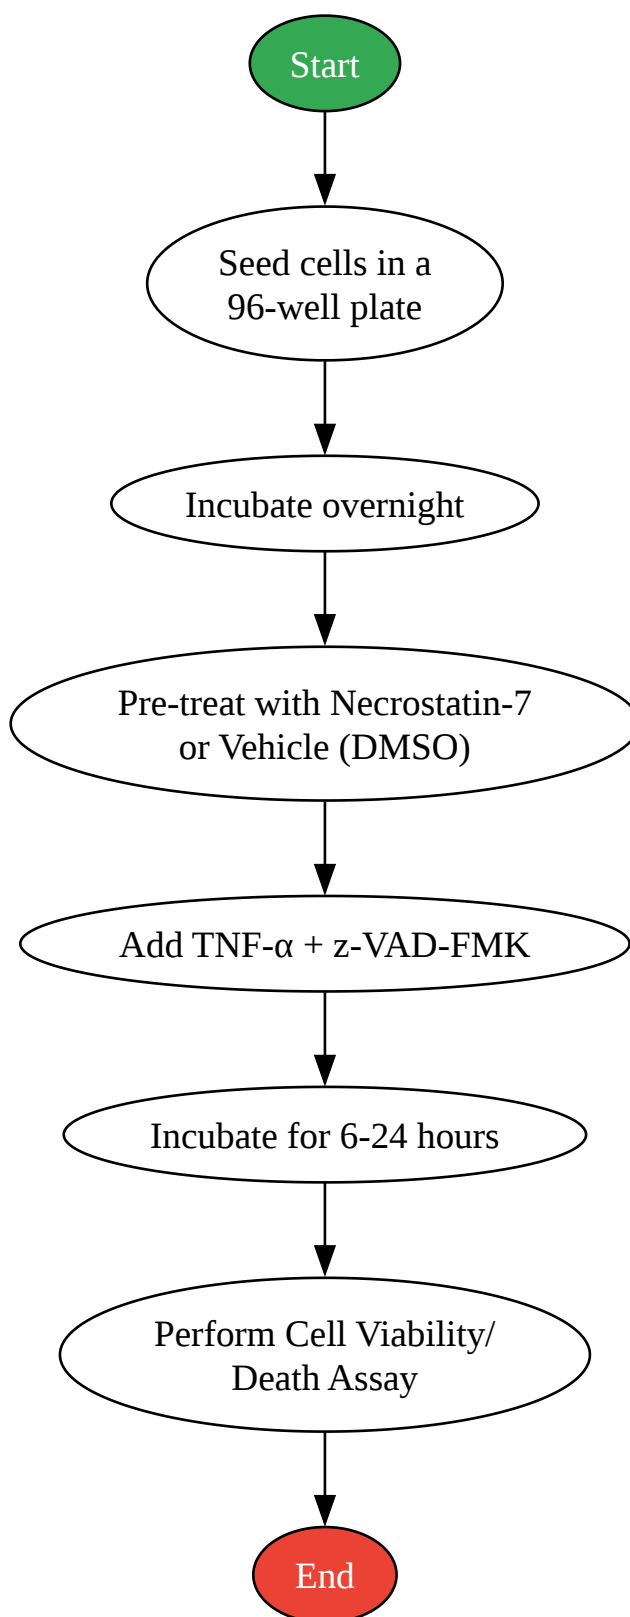 Start
Seed cells in a
96-well plate
Incubate overnight
Pre-treat with Necrostatin-7
or Vehicle (DMSO)
Add TNF-α + z-VAD-FMK
Incubate for 6-24 hours
Perform Cell Viability/
Death Assay
End